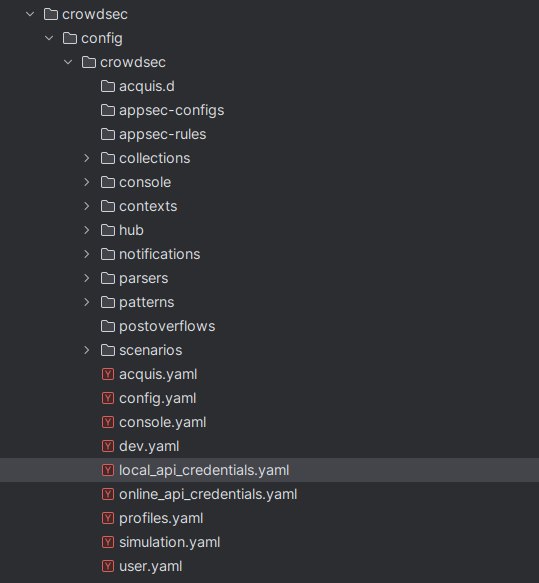 crowdsec
config
crowdsec
acquis.d
appsec-configs
appsec-rules
collections
console
contexts
hub
notifications
parsers
patterns
postoverflows
scenarios
acquis.yaml
config.yaml
console.yaml
dev.yaml
local_api_credentials.yaml
online_api_credentials.yaml
profiles.yaml
simulation.yaml
user.yaml